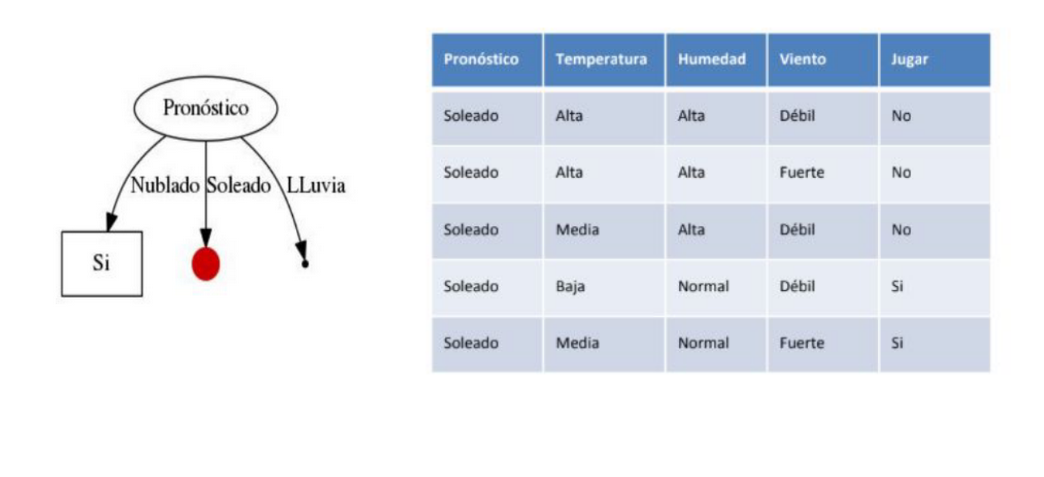 Pronóstico
Nublado Soleado LLuvia
Si
Pronóstico Temperatura Humedad Viento Jugar
Soleado Alta Alta Débil No
Soleado Alta Alta Fuerte No
Soleado Media Alta Débil No
Soleado Baja Normal Débil Si
Soleado Media Normal Fuerte Si